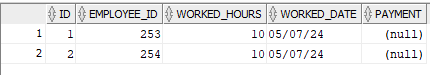 ID EMPLOYEE_ID WORKED_HOURS WORKED_DATE PAYMENT
1 1 253 10 05/07/24 (null)
2 2 254 10 05/07/24 (null)